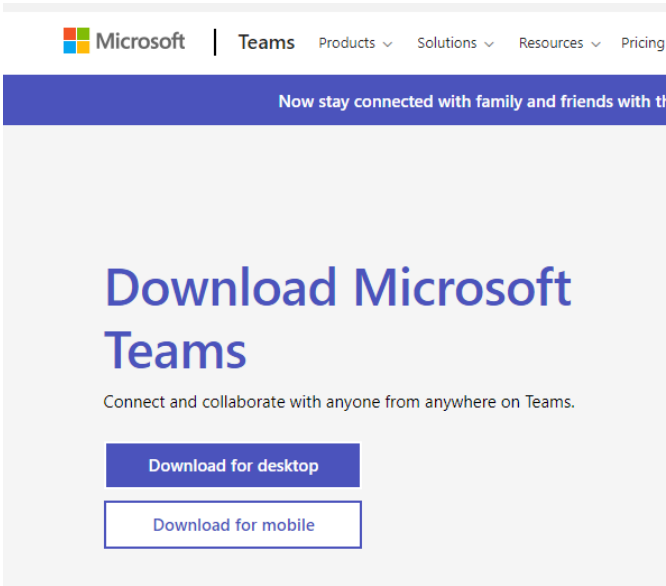 Microsoft Teams Products Solutions Resources Pricing
Now stay connected with family and friends with
Download Microsoft
Teams
Connect and collaborate with anyone from anywhere on Teams.
Download for desktop
Download for mobile